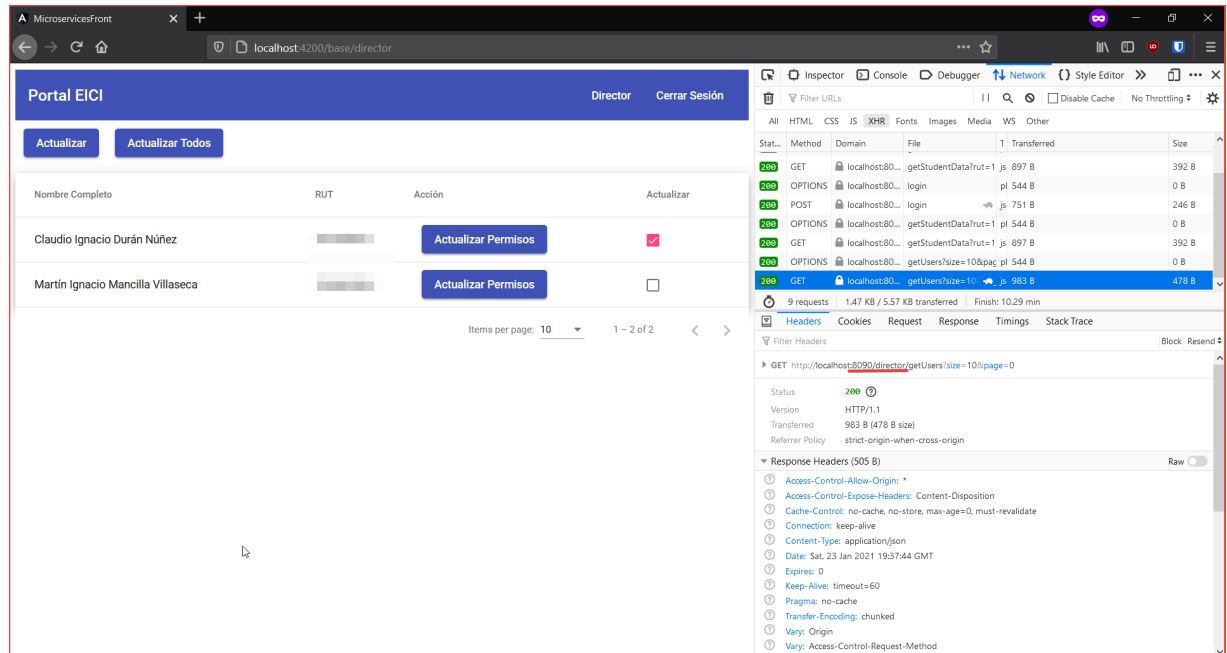 MicroservicesFront
localhost:4200/base/director
Portal EICI
Director Cerrar Sesión
Actualizar Actualizar Todos
Nombre Completo RUT Acción Actualizar
Claudio Ignacio Durán Núñez Actualizar Permisos
Martín Ignacio Mancilla Villaseca Actualizar Permisos
Items per page: 10 1 – 2 of 2
Inspector Console Debugger Network Style Editor
Filter URLs Disable Cache No Throttling
All HTML CSS JS XHR Fonts Images Media WS Other
Stat... Method Domain File T Transferred Size
200 GET localhost:80... getStudentData?rut=1 js 897 B 392 B
200 OPTIONS localhost:80... login pl 544 B 0 B
200 POST localhost:80... login js 751 B 246 B
200 OPTIONS localhost:80... getStudentData?rut=1 pl 544 B 0 B
200 GET localhost:80... getStudentData?rut=1 js 897 B 392 B
200 OPTIONS localhost:80... getUsers?size=10&pag pl 544 B 0 B
200 GET localhost:80... getUsers?size=10 js 983 B 478 B
9 requests 1.47 KB / 5.57 KB transferred Finish: 10.29 min
Headers Cookies Request Response Timings Stack Trace
Filter Headers Block Resend
GET http://localhost:8090/director/getUsers?size=10&page=0
Status 200
Version HTTP/1.1
Transferred 983 B (478 B size)
Referrer Policy strict-origin-when-cross-origin
Response Headers (505 B) Raw
Access-Control-Allow-Origin: *
Access-Control-Expose-Headers: Content-Disposition
Cache-Control: no-cache, no-store, max-age=0, must-revalidate
Connection: keep-alive
Content-Type: application/json
Date: Sat, 23 Jan 2021 19:37:44 GMT
Expires: 0
Keep-Alive: timeout=60
Pragma: no-cache
Transfer-Encoding: chunked
Vary: Origin
Vary: Access-Control-Request-Method